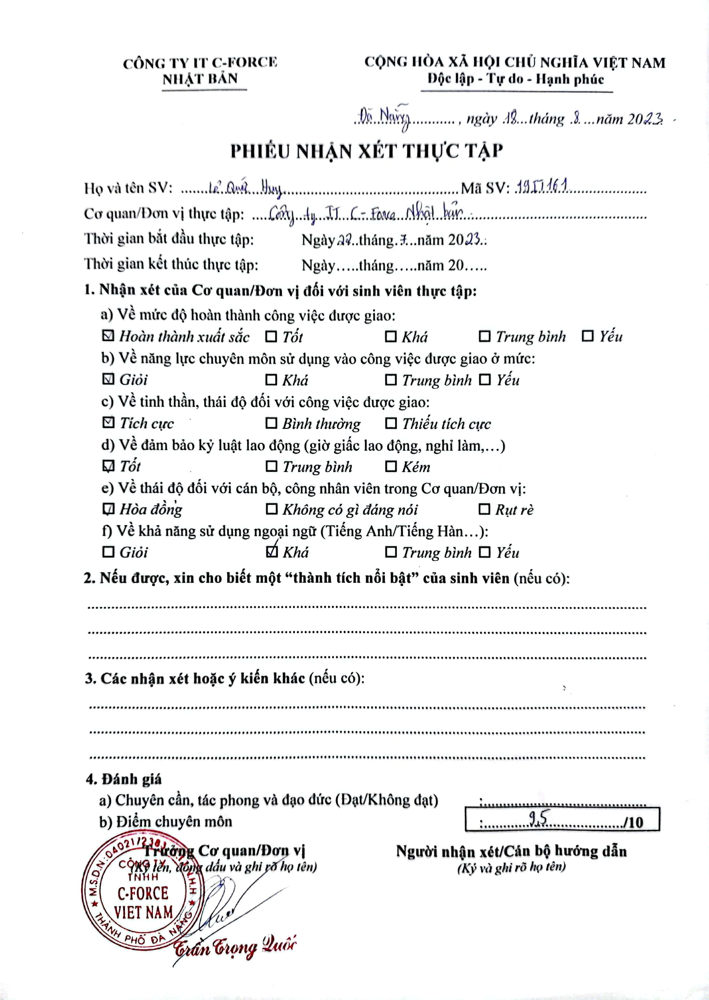 CÔNG TY IT C-FORCE
NHẬT BẢN
CỘNG HÒA XÃ HỘI CHỦ NGHĨA VIỆT NAM
Độc lập - Tự do - Hạnh phúc
Đà Nẵng, ngày 18 tháng 8 năm 2023
PHIẾU NHẬN XÉT THỰC TẬP
Họ và tên SV: Lê Quốc Huy Mã SV: 19IT161
Cơ quan/Đơn vị thực tập: Công ty IT C-Force Nhật bản
Thời gian bắt đầu thực tập: Ngày tháng 7 năm 2023
Thời gian kết thúc thực tập: Ngày.....tháng.....năm 20.....
1. Nhận xét của Cơ quan/Đơn vị đối với sinh viên thực tập:
a) Về mức độ hoàn thành công việc được giao:
☑ Hoàn thành xuất sắc ☐ Tốt ☐ Khá ☐ Trung bình ☐ Yếu
b) Về năng lực chuyên môn sử dụng vào công việc được giao ở mức:
☑ Giỏi ☐ Khá ☐ Trung bình ☐ Yếu
c) Về tinh thần, thái độ đối với công việc được giao:
☑ Tích cực ☐ Bình thường ☐ Thiếu tích cực
d) Về đảm bảo kỷ luật lao động (giờ giấc lao động, nghỉ làm,…)
☑ Tốt ☐ Trung bình ☐ Kém
e) Về thái độ đối với cán bộ, công nhân viên trong Cơ quan/Đơn vị:
☑ Hòa đồng ☐ Không có gì đáng nói ☐ Rụt rè
f) Về khả năng sử dụng ngoại ngữ (Tiếng Anh/Tiếng Hàn…):
☐ Giỏi ☑ Khá ☐ Trung bình ☐ Yếu
2. Nếu được, xin cho biết một “thành tích nổi bật” của sinh viên (nếu có):
3. Các nhận xét hoặc ý kiến khác (nếu có):
4. Đánh giá
a) Chuyên cần, tác phong và đạo đức (Đạt/Không đạt) :
b) Điểm chuyên môn : 9,5 /10
Trưởng Cơ quan/Đơn vị
(Ký tên, đóng dấu và ghi rõ họ tên)
Người nhận xét/Cán bộ hướng dẫn
(Ký và ghi rõ họ tên)
CÔNG TY
TNHH
C-FORCE
VIET NAM
THÀNH PHỐ ĐÀ NẴNG
Trần Trọng Quốc